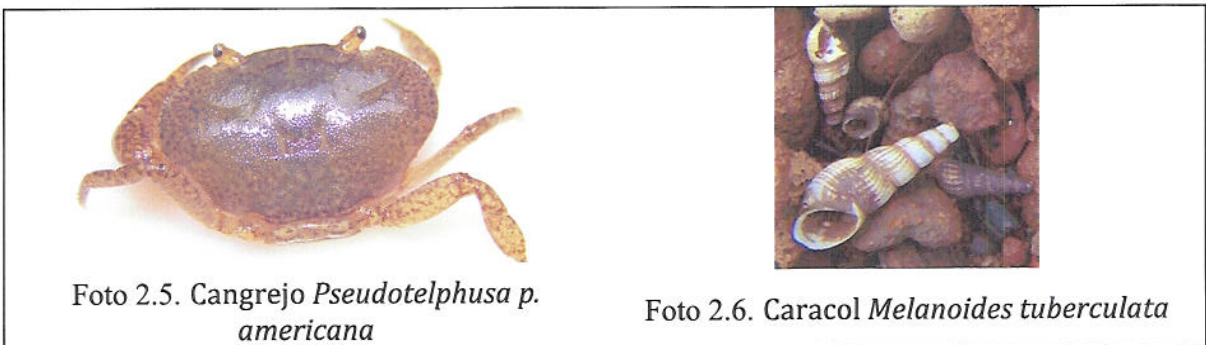 Foto 2.5. Cangrejo Pseudotelphusa p.
americana
Foto 2.6. Caracol Melanoides tuberculata